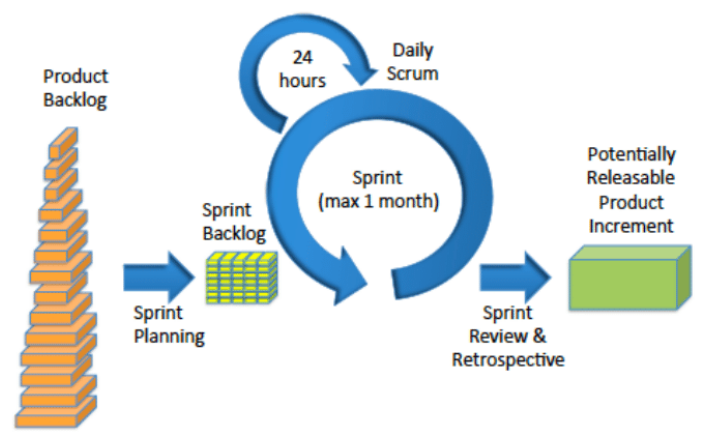 Product
Backlog
Sprint
Planning
Sprint
Backlog
24
hours
Daily
Scrum
Sprint
(max 1 month)
Sprint
Review &
Retrospective
Potentially
Releasable
Product
Increment